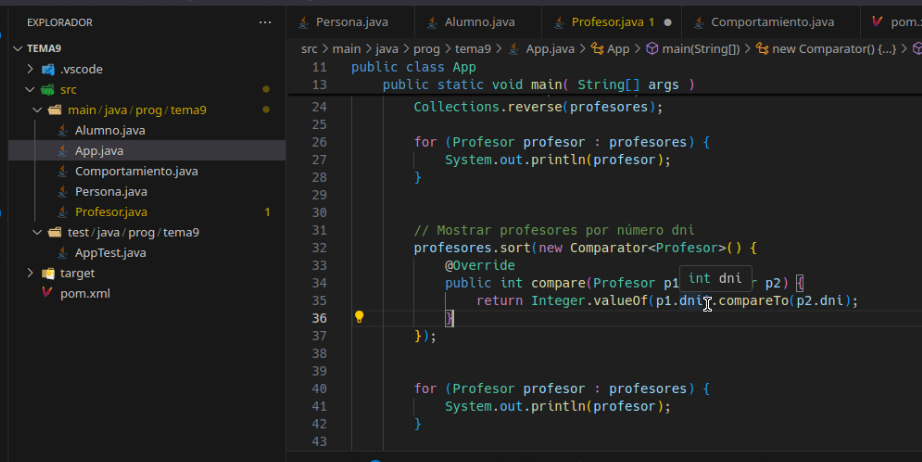 EXPLORADOR ···
TEMA9
.vscode
src
main / java / prog / tema9
Alumno.java
App.java
Comportamiento.java
Persona.java
Profesor.java 1
test / java / prog / tema9
AppTest.java
target
pom.xml
Persona.java Alumno.java Profesor.java 1 Comportamiento.java pom.
src > main > java > prog > tema9 > App.java > App > main(String[]) > new Comparator() {...} >
11 public class App
13 public static void main( String[] args )
24 Collections.reverse(profesores);
25
26 for (Profesor profesor : profesores) {
27 System.out.println(profesor);
28 }
29
30
31 // Mostrar profesores por número dni
32 profesores.sort(new Comparator<Profesor>() {
33 @Override
int dni
34 public int compare(Profesor p1 r p2) {
35 return Integer.valueOf(p1.dni).compareTo(p2.dni);
36 }
37 });
38
39
40 for (Profesor profesor : profesores) {
41 System.out.println(profesor);
42 }
43